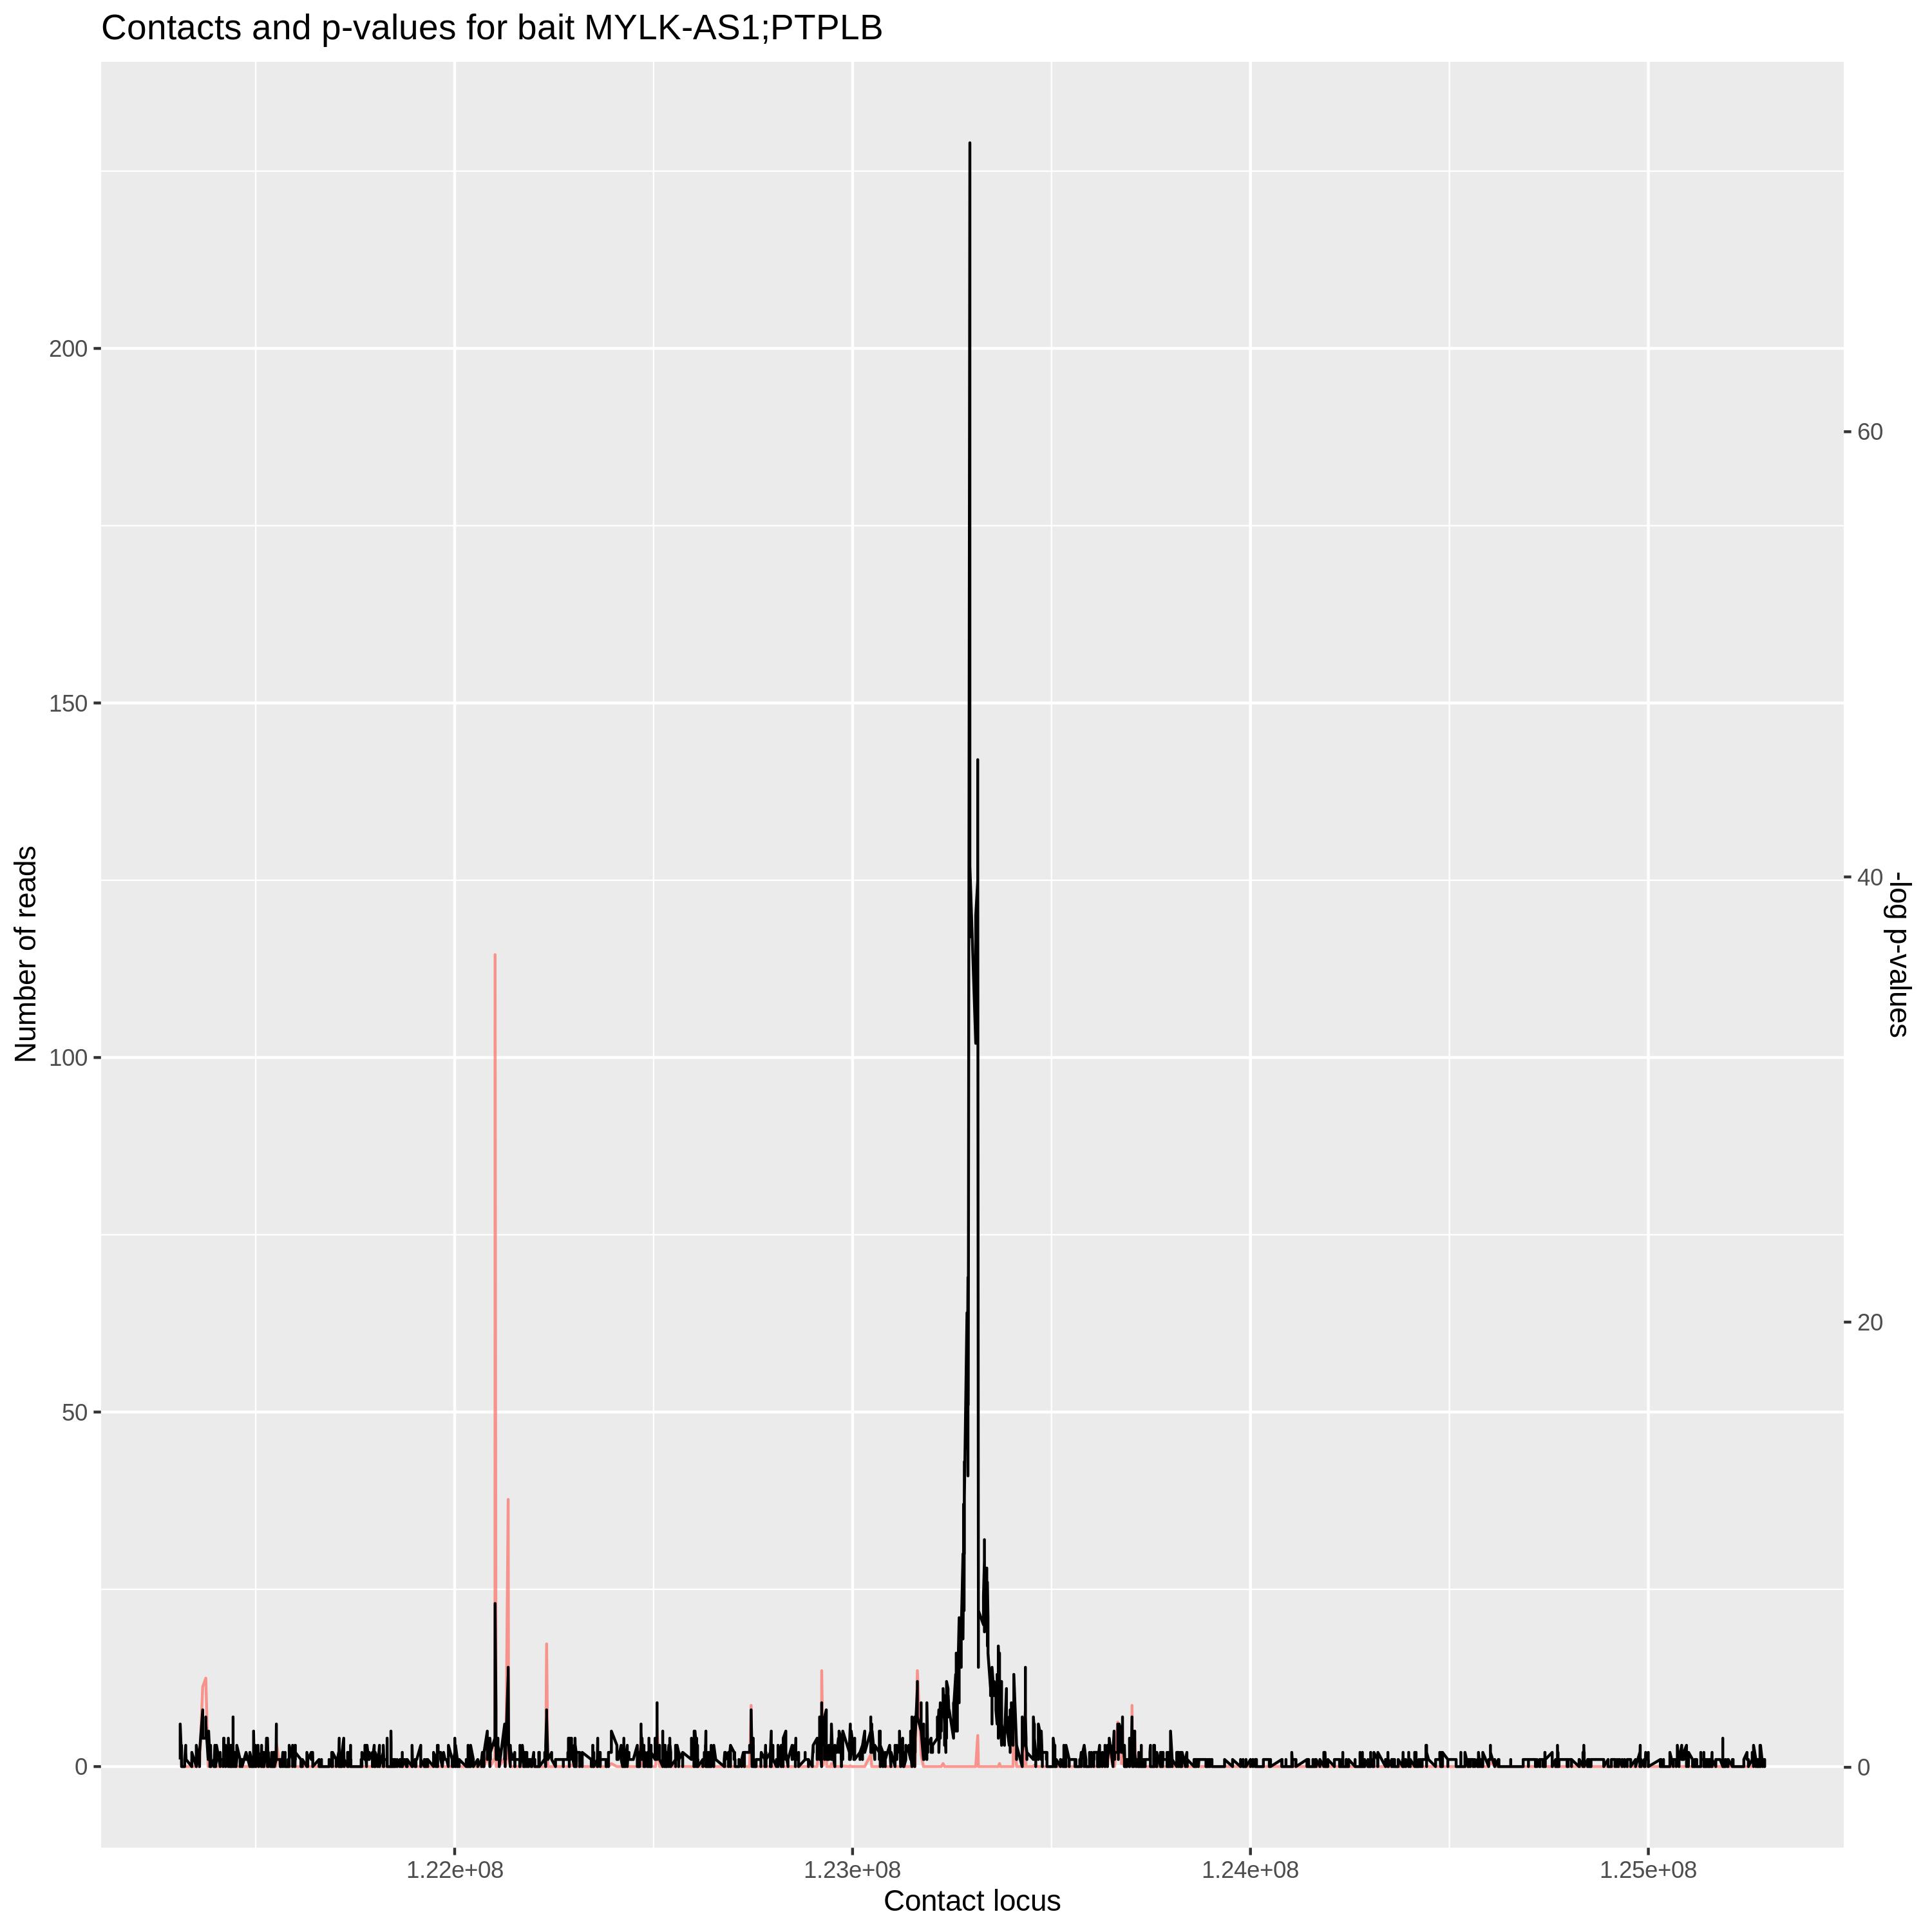 Contacts and p-values for bait MYLK-AS1;PTPLB
Number of reads
200
150
100
50
0
60
40
20
0
-log p-values
1.22e+08
1.23e+08
1.24e+08
1.25e+08
Contact locus